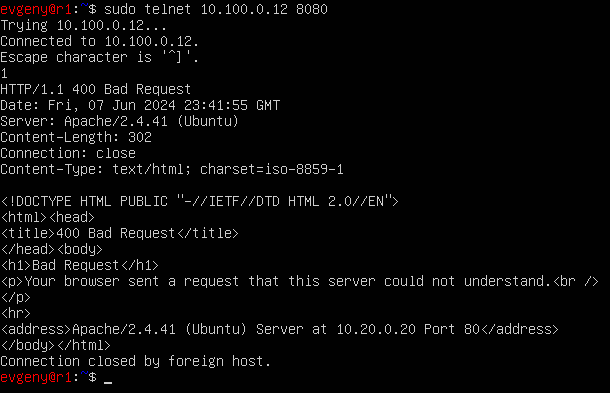 evgeny@r1:~$ sudo telnet 10.100.0.12 8080
Trying 10.100.0.12...
Connected to 10.100.0.12.
Escape character is '^]'.
1
HTTP/1.1 400 Bad Request
Date: Fri, 07 Jun 2024 23:41:55 GMT
Server: Apache/2.4.41 (Ubuntu)
Content-Length: 302
Connection: close
Content-Type: text/html; charset=iso-8859-1

<!DOCTYPE HTML PUBLIC "-//IETF//DTD HTML 2.0//EN">
<html><head>
<title>400 Bad Request</title>
</head><body>
<h1>Bad Request</h1>
<p>Your browser sent a request that this server could not understand.<br />
</p>
<hr>
<address>Apache/2.4.41 (Ubuntu) Server at 10.20.0.20 Port 80</address>
</body></html>
Connection closed by foreign host.
evgeny@r1:~$ _